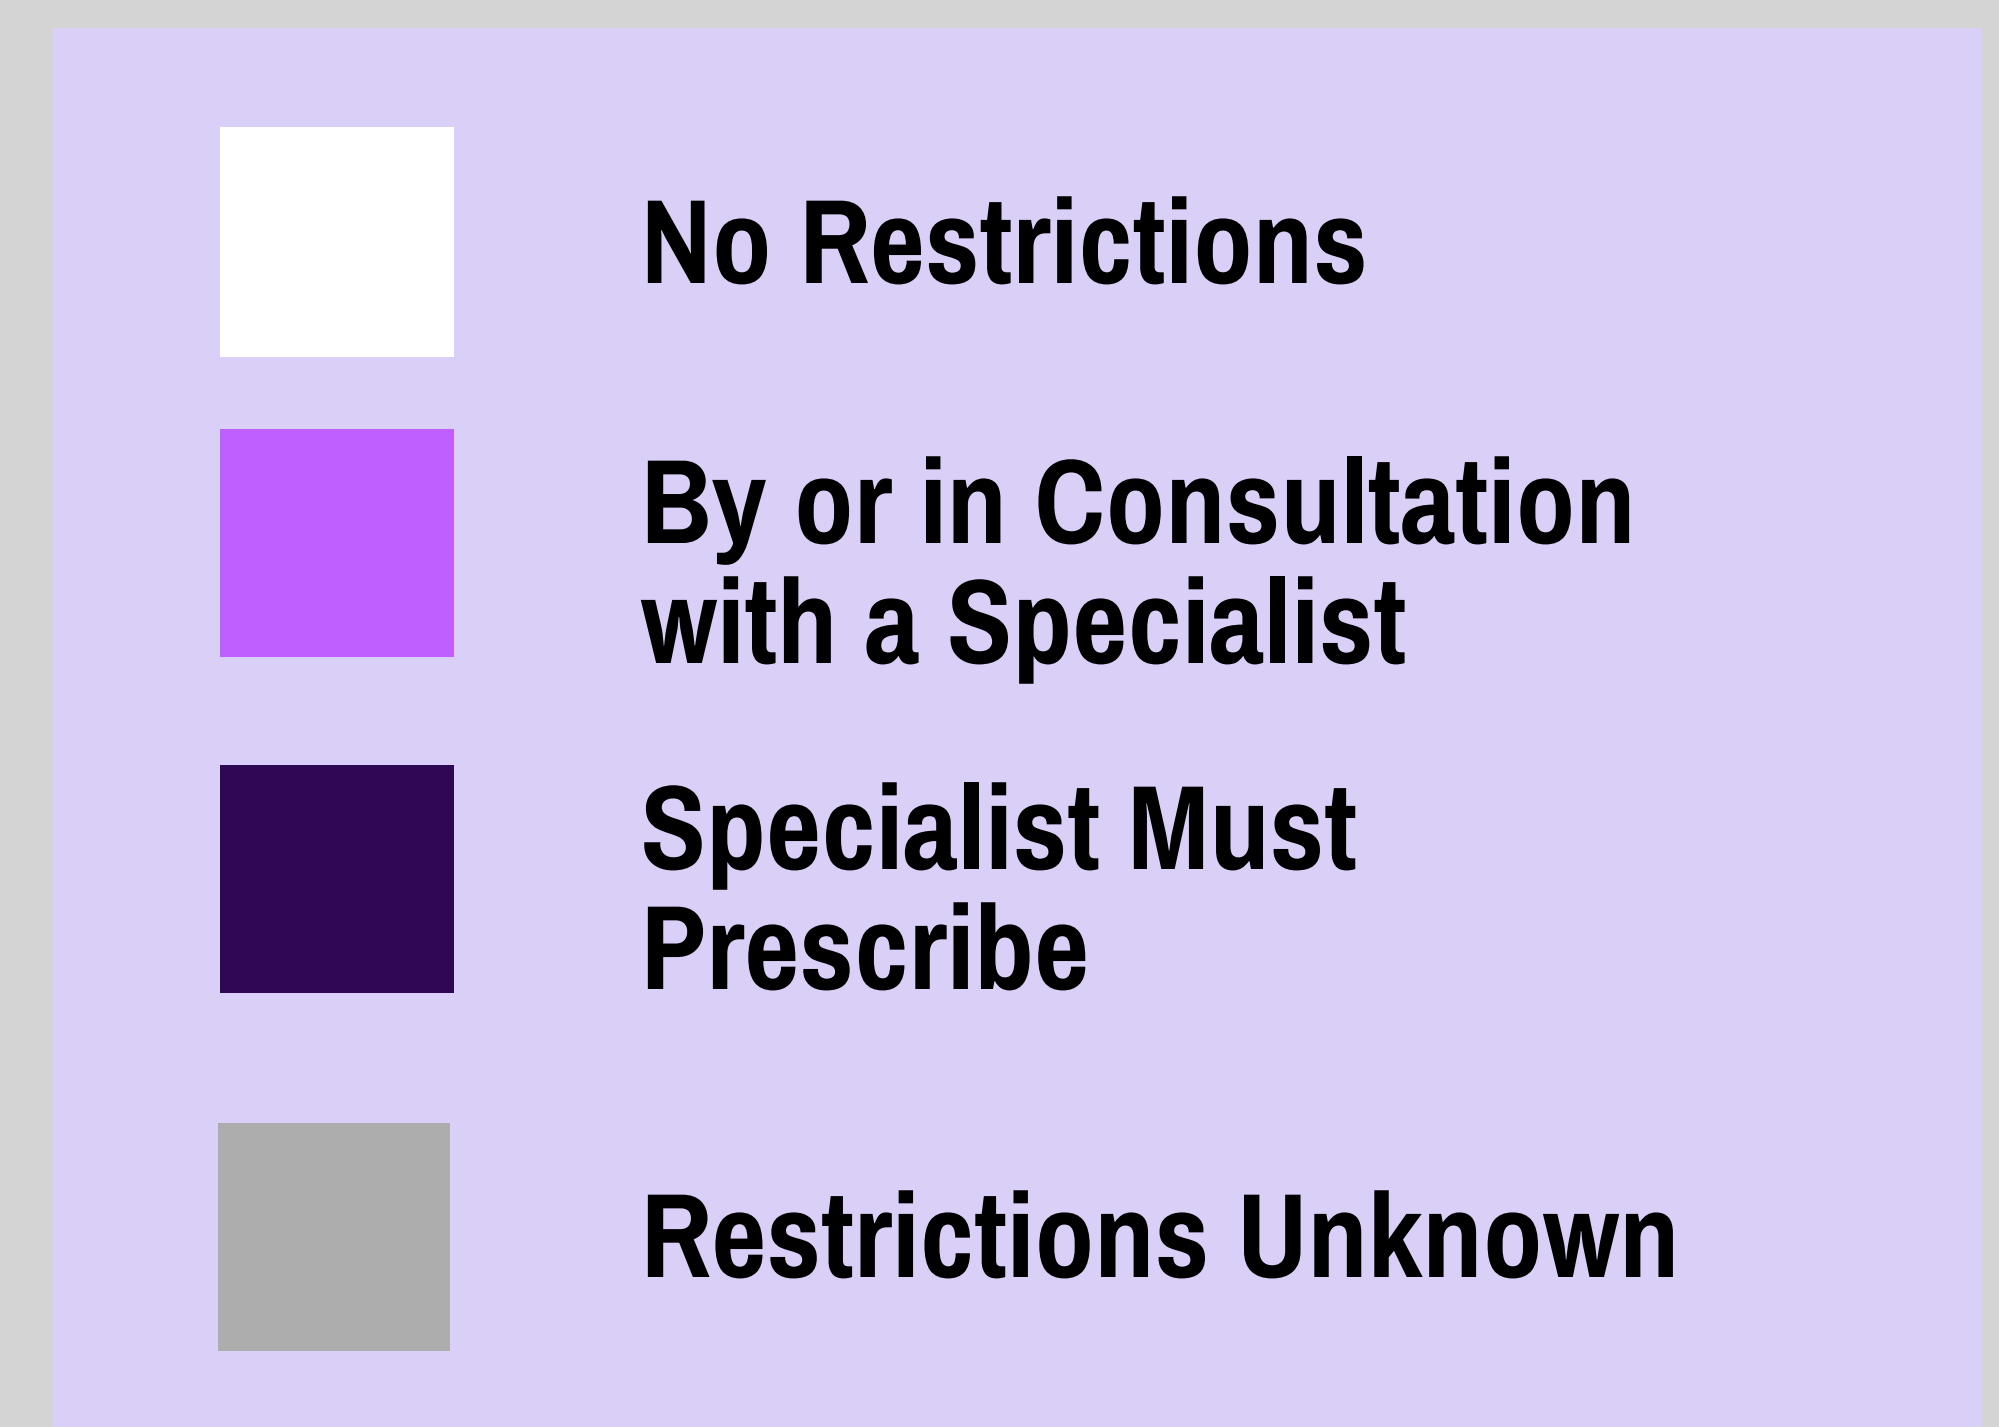 No Restrictions
By or in Consultation
with a Specialist
Specialist Must
Prescribe
Restrictions Unknown